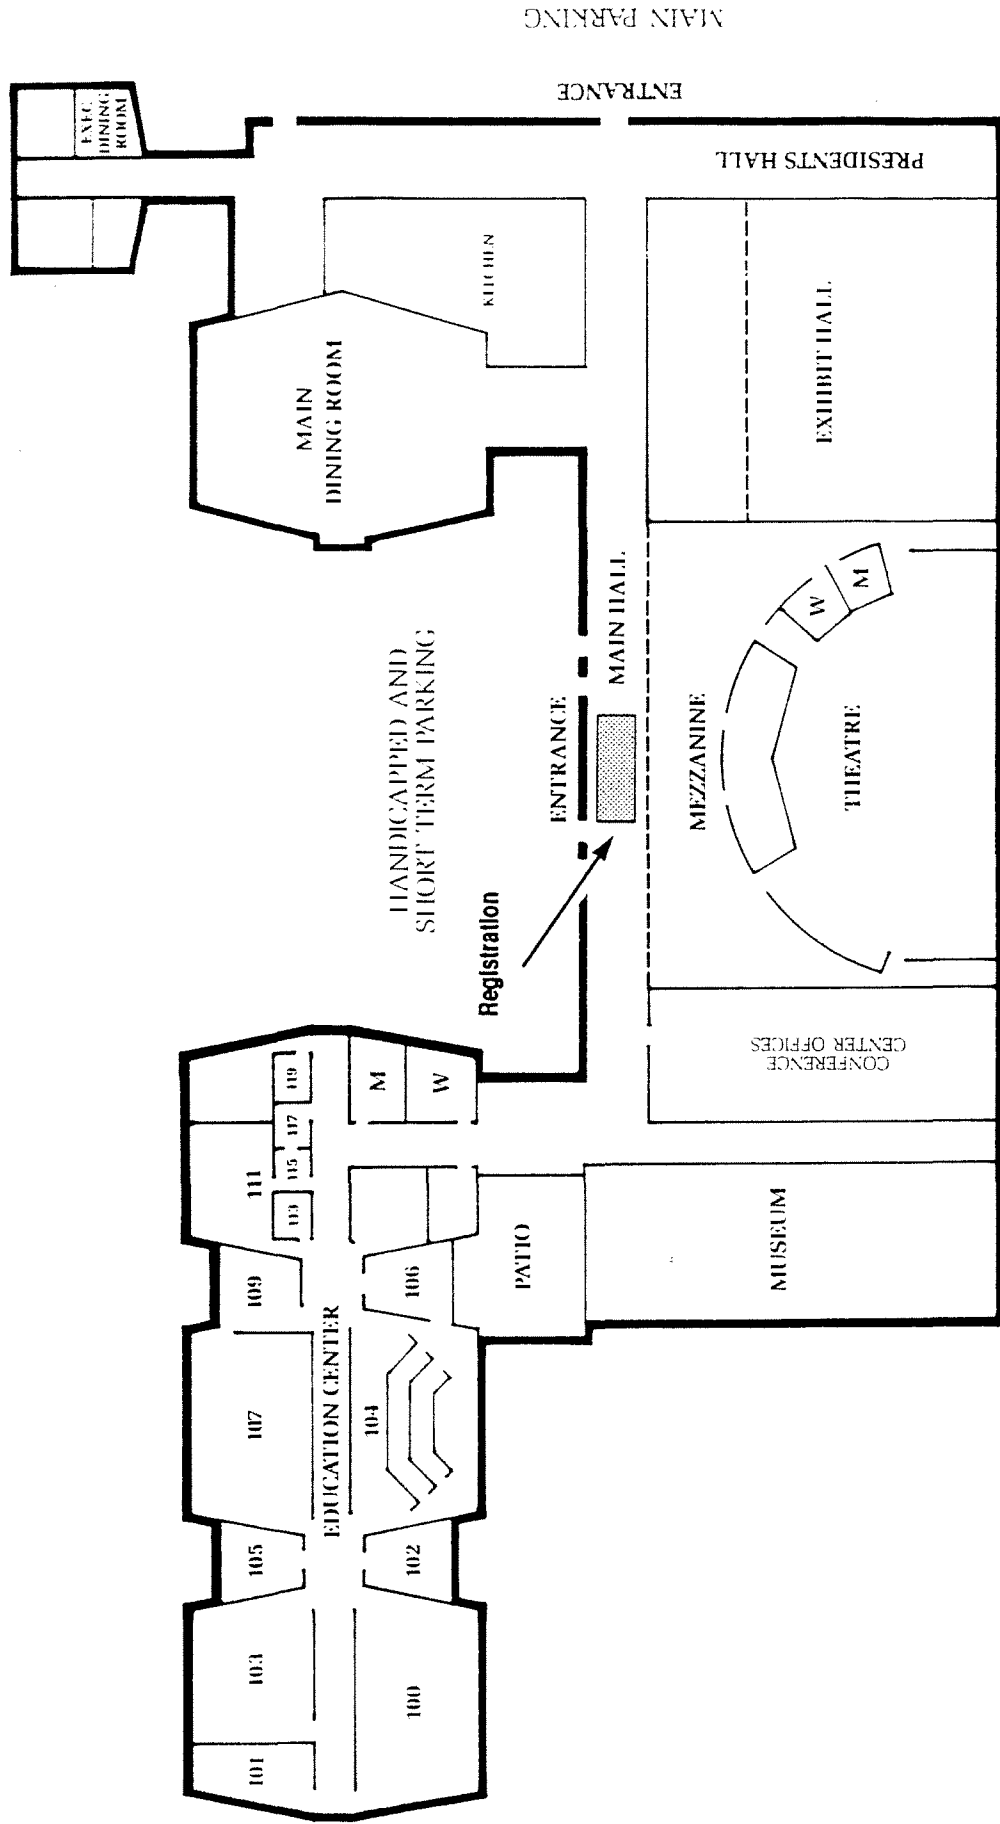 MAIN PARKING
ENTRANCE
EXEC
DINING
ROOM
PRESIDENTS HALL
KITCHEN
MAIN
DINING ROOM
EXHIBIT HALL
MAIN HALL
HANDICAPPED AND
SHORT TERM PARKING
ENTRANCE
Registration
MEZZANINE
W
M
THEATRE
CONFERENCE
CENTER OFFICES
M
W
119
117
115
113
111
109
106
PATIO
MUSEUM
EDUCATION CENTER
107
104
105
102
103
100
101